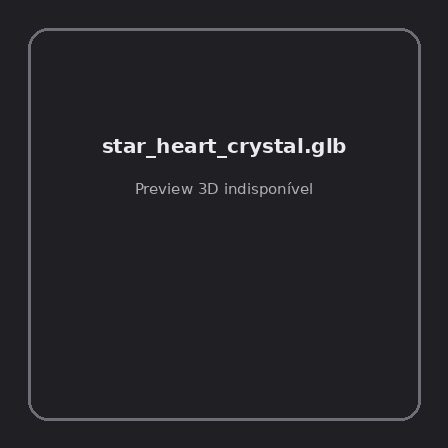 star_heart_crystal.glb
Preview 3D indisponível